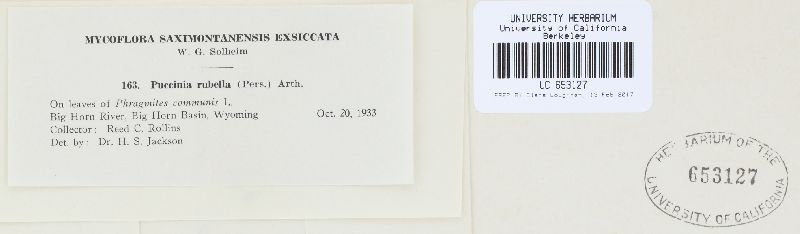 MYCOFLORA SAXIMONTANENSIS EXSICCATA
W. G. Solheim
163. Puccinia rubella (Pers.) Arth.
On leaves of Phragmites communis L.
Big Horn River, Big Horn Basin, Wyoming Oct. 20, 1933
Collector: Reed C. Rollins
Det. by: Dr. H. S. Jackson
UNIVERSITY HERBARIUM
University of California
Berkeley
UC 653127
HERBARIUM OF THE
653127
UNIVERSITY OF CALIFORNIA